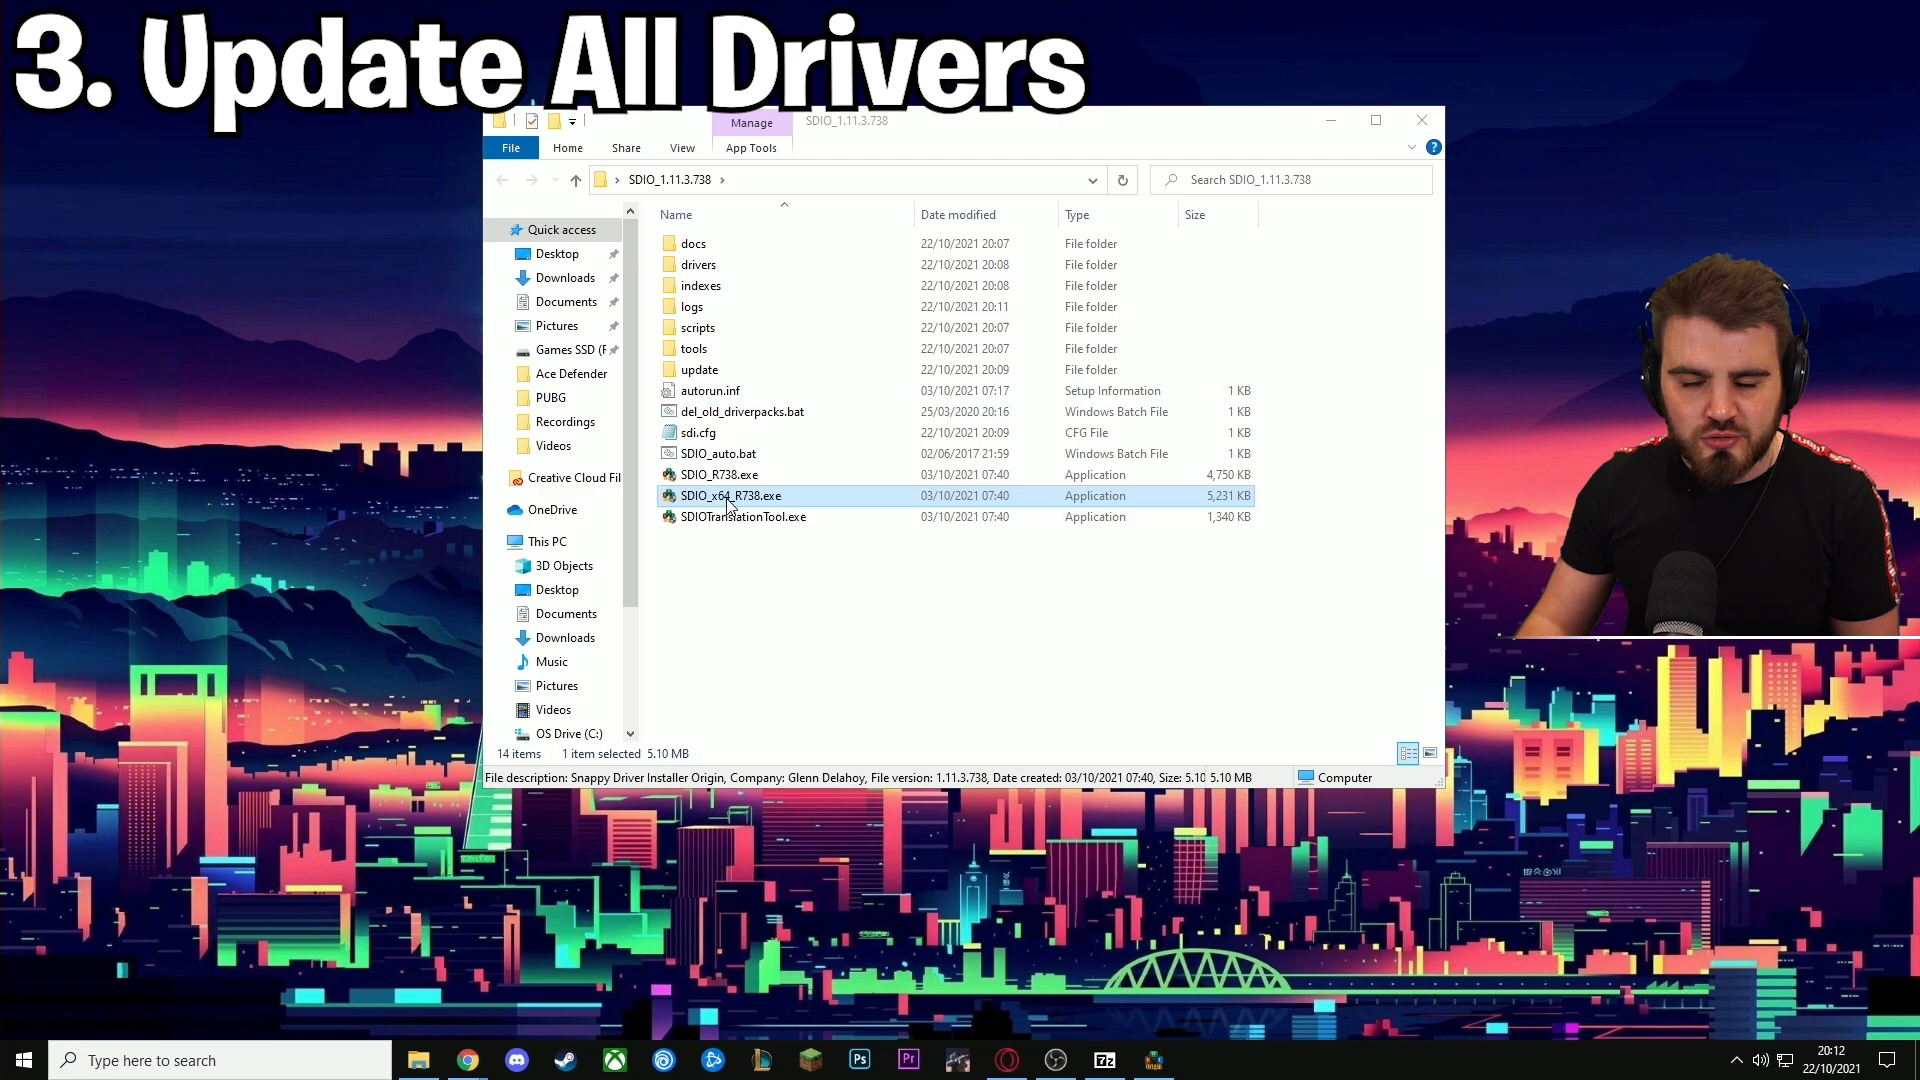 3. Update All Drivers
Manage
SDIO_1.11.3.738
File
Home
Share
View
App Tools
SDIO_1.11.3.738
Search SDIO_1.11.3.738
Name
Date modified
Type
Size
Quick access
Desktop
Downloads
Documents
Pictures
Games SSD (F
Ace Defender
PUBG
Recordings
Videos
Creative Cloud Fil
OneDrive
This PC
3D Objects
Desktop
Documents
Downloads
Music
Pictures
Videos
OS Drive (C:)
docs 22/10/2021 20:07 File folder
drivers 22/10/2021 20:08 File folder
indexes 22/10/2021 20:08 File folder
logs 22/10/2021 20:11 File folder
scripts 22/10/2021 20:07 File folder
tools 22/10/2021 20:07 File folder
update 22/10/2021 20:09 File folder
autorun.inf 03/10/2021 07:17 Setup Information 1 KB
del_old_driverpacks.bat 25/03/2020 20:16 Windows Batch File 1 KB
sdi.cfg 22/10/2021 20:09 CFG File 1 KB
SDIO_auto.bat 02/06/2017 21:59 Windows Batch File 1 KB
SDIO_R738.exe 03/10/2021 07:40 Application 4,750 KB
SDIO_x64_R738.exe 03/10/2021 07:40 Application 5,231 KB
SDIOTranslationTool.exe 03/10/2021 07:40 Application 1,340 KB
14 items 1 item selected 5.10 MB
File description: Snappy Driver Installer Origin, Company: Glenn Delahoy, File version: 1.11.3.738, Date created: 03/10/2021 07:40, Size: 5.10 5.10 MB
Computer
Type here to search
Ps
Pr
7z
20:12
22/10/2021